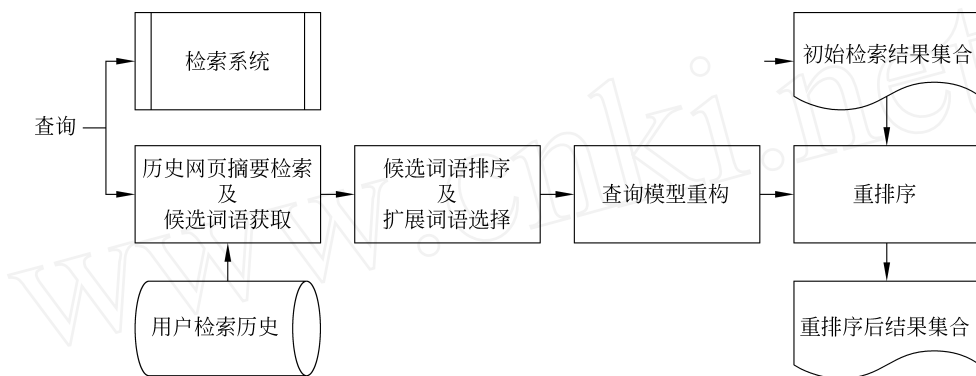 检索系统
初始检索结果集合
查询
历史网页摘要检索
及
候选词语获取
候选词语排序
及
扩展词语选择
查询模型重构
重排序
用户检索历史
重排序后结果集合
www.cnki.net